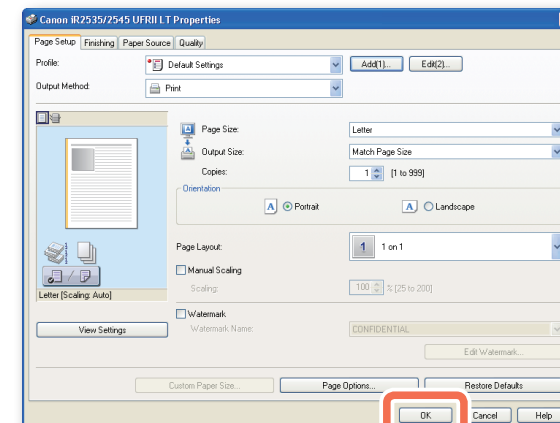 Canon iR2535/2545 UFRII LT Properties
Page Setup Finishing Paper Source Quality
Profile: Default Settings Add(1)... Edit(2)...
Output Method: Print
Page Size: Letter
Output Size: Match Page Size
Copies: 1 [1 to 999]
Orientation
A Portrait A Landscape
Page Layout: 1 1 on 1
Manual Scaling
Scaling: 100 % [25 to 200]
Letter [Scaling: Auto]
Watermark
View Settings Watermark Name: CONFIDENTIAL
Edit Watermark...
Custom Paper Size... Page Options... Restore Defaults
OK Cancel Help